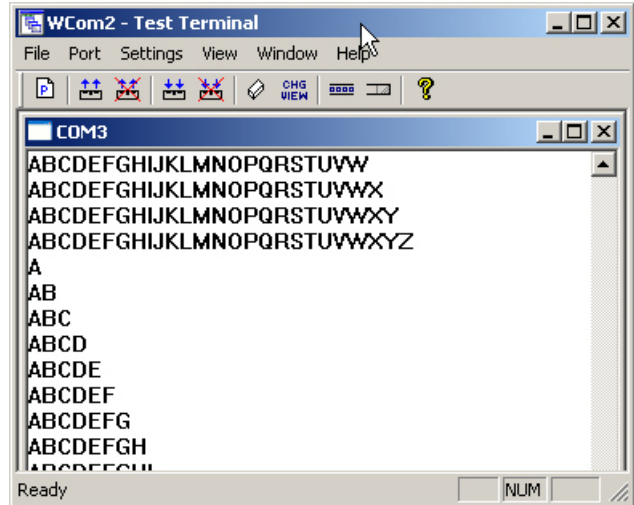 WCom2 - Test Terminal
File Port Settings View Window Help
P CHG VIEW ?
COM3
ABCDEFGHIJKLMNOPQRSTUVW
ABCDEFGHIJKLMNOPQRSTUVWX
ABCDEFGHIJKLMNOPQRSTUVWXY
ABCDEFGHIJKLMNOPQRSTUVWXYZ
A
AB
ABC
ABCD
ABCDE
ABCDEF
ABCDEFG
ABCDEFGH
ABCDEFGHI
Ready NUM